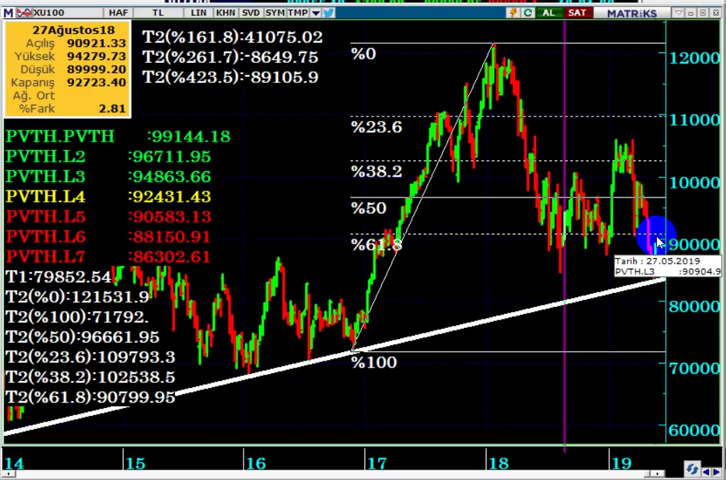 M XU100 HAF TL LIN KHN SVD SYM TMP AL SAT MATRİKS
27Ağustos18
Açılış 90921.33
Yüksek 94279.73
Düşük 89999.20
Kapanış 92723.40
Ağ. Ort
%Fark 2.81
T2(%161.8):41075.02
T2(%261.7):-8649.75
T2(%423.5):-89105.9
PVTH.PVTH :99144.18
PVTH.L2 :96711.95
PVTH.L3 :94863.66
PVTH.L4 :92431.43
PVTH.L5 :90583.13
PVTH.L6 :88150.91
PVTH.L7 :86302.61
T1:79852.54
T2(%0):121531.9
T2(%100):71792.
T2(%50):96661.95
T2(%23.6):109793.3
T2(%38.2):102538.5
T2(%61.8):90799.95
%0
%23.6
%38.2
%50
%61.8
%100
Tarih : 27.05.2019
PVTH.L3 :90904.9
12000
11000
10000
90000
80000
70000
60000
14 15 16 17 18 19